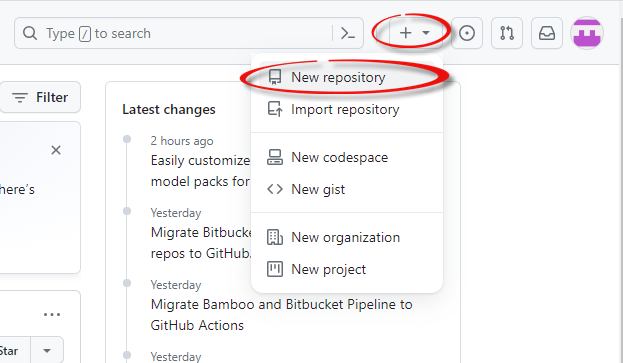 Type / to search
New repository
Import repository
New codespace
New gist
New organization
New project
Filter
here's
Star
Latest changes
2 hours ago
Easily customize
model packs for
Yesterday
Migrate Bitbucke
repos to GitHub.
Yesterday
Migrate Bamboo and Bitbucket Pipeline to
GitHub Actions
Yesterday